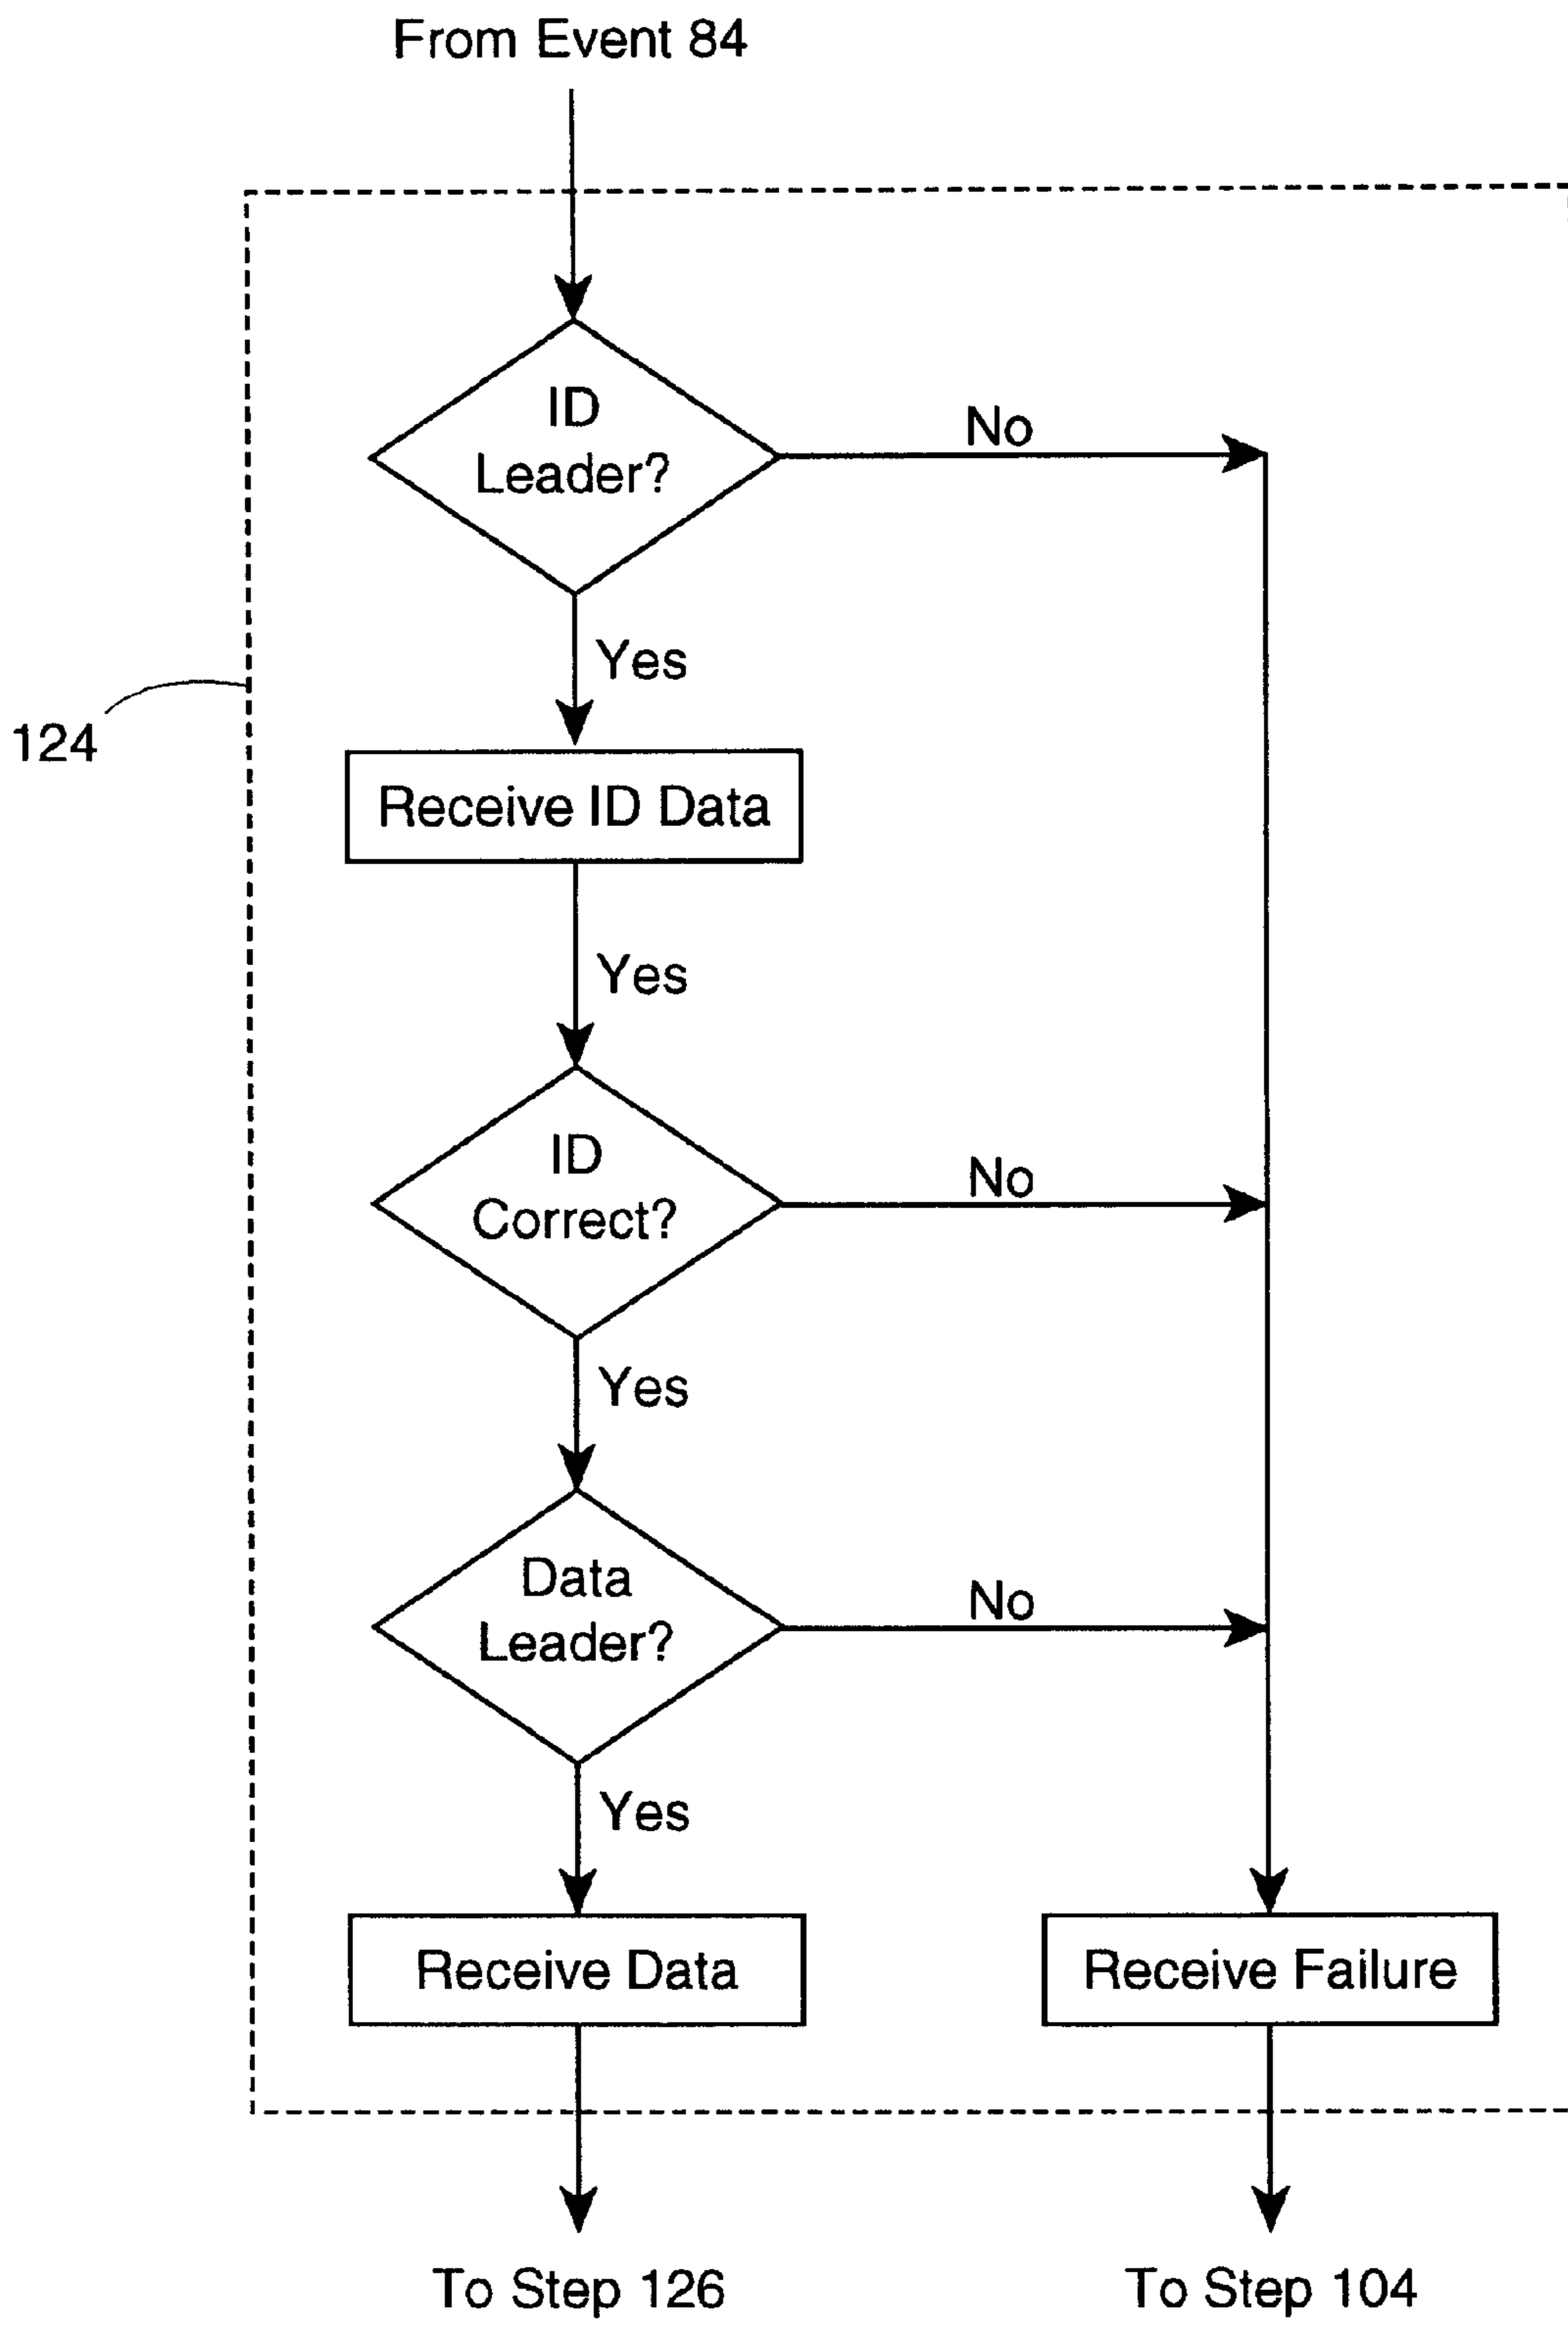 From Event 84
ID
Leader?
No
Yes
124
Receive ID Data
Yes
ID
Correct?
No
Yes
Data
Leader?
No
Yes
Receive Data
Receive Failure
To Step 126
To Step 104